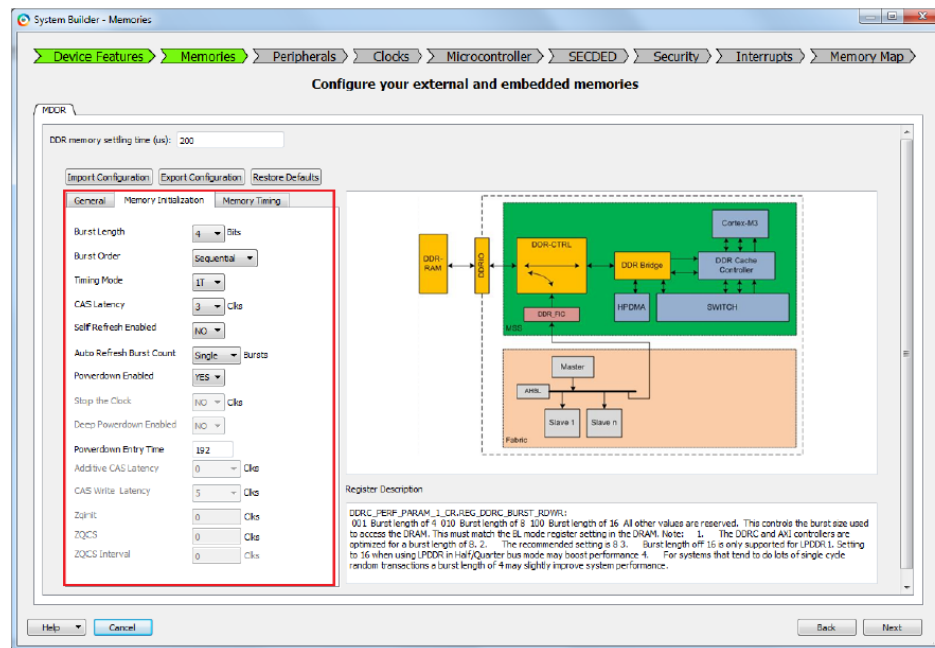 System Builder - Memories
Device Features Memories Peripherals Clocks Microcontroller SECDED Security Interrupts Memory Map
Configure your external and embedded memories
MDDR
DDR memory settling time (us): 200
Import Configuration Export Configuration Restore Defaults
General Memory Initialization Memory Timing
Burst Length 4 Bits
Burst Order Sequential
Timing Mode 1T
CAS Latency 3 Clks
Self Refresh Enabled NO
Auto Refresh Burst Count Single Bursts
Powerdown Enabled YES
Stop the Clock NO Clks
Deep Powerdown Enabled NO
Powerdown Entry Time 192
Additive CAS Latency 0 Clks
CAS Write Latency 5 Clks
Zqinit 0 Clks
ZQCS 0 Clks
ZQCS Interval 0 Clks
DDR-
RAM
DDRIO
DDR-CTRL
DDR_FIC
MSS
DDR Bridge
HPDMA
Cortex-M3
DDR Cache
Controller
SWITCH
Master
AHBL
Slave 1
Slave n
Fabric
Register Description
DDRC_PERF_PARAM_1_CR.REG_DDRC_BURST_RDWR:
001 Burst length of 4 010 Burst length of 8 100 Burst length of 16 All other values are reserved. This controls the burst size used
to access the DRAM. This must match the BL mode register setting in the DRAM. Note: 1. The DDRC and AXI controllers are
optimized for a burst length of 8. 2. The recommended setting is 8 3. Burst length off 16 is only supported for LPDDR1. Setting
to 16 when using LPDDR in Half/Quarter bus mode may boost performance 4. For systems that tend to do lots of single cycle
random transactions a burst length of 4 may slightly improve system performance.
Help Cancel Back Next